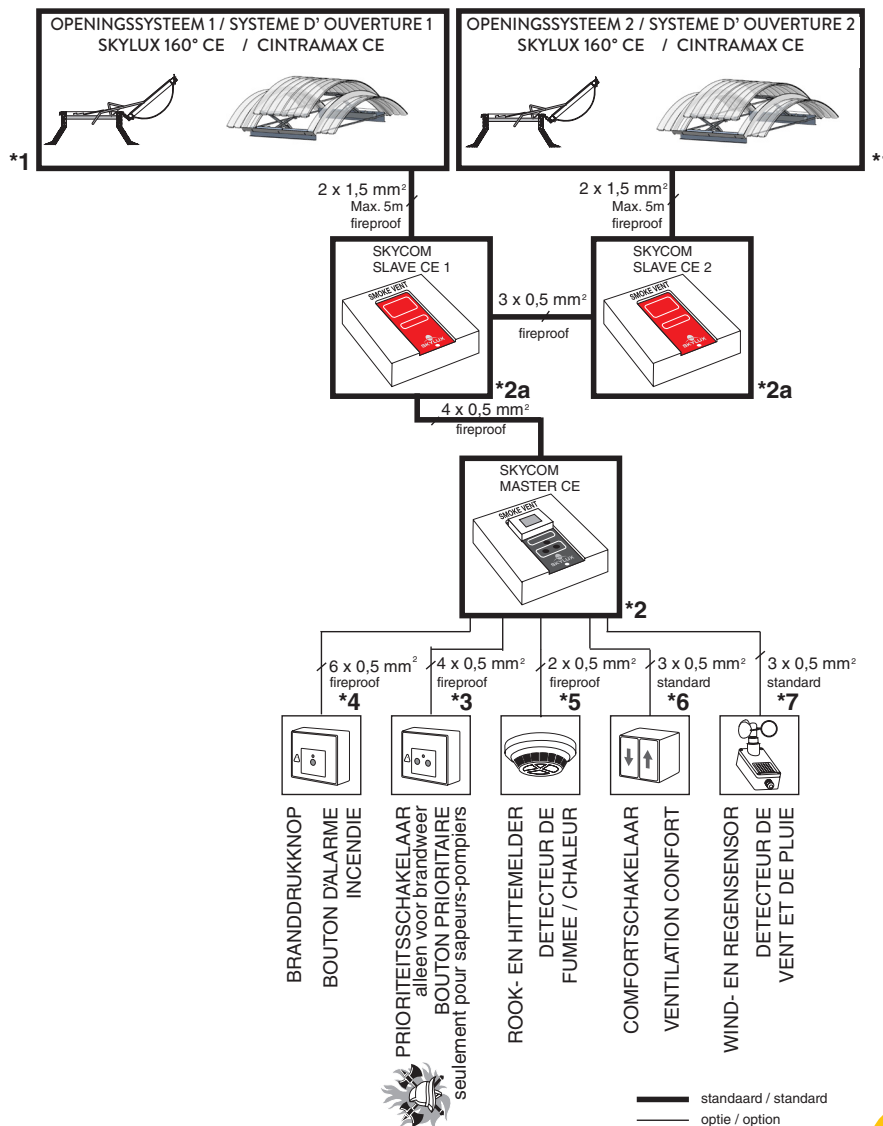 OPENINGSSYSTEEM 1 / SYSTEME D' OUVERTURE 1
SKYLUX 160° CE / CINTRAMAX CE
*1
OPENINGSSYSTEEM 2 / SYSTEME D' OUVERTURE 2
SKYLUX 160° CE / CINTRAMAX CE
2 x 1,5 mm²
Max. 5m
fireproof
2 x 1,5 mm²
Max. 5m
fireproof
SKYCOM
SLAVE CE 1
SMOKE VENT
SKYLUX
*2a
3 x 0,5 mm²
fireproof
SKYCOM
SLAVE CE 2
SMOKE VENT
SKYLUX
*2a
4 x 0,5 mm²
fireproof
SKYCOM
MASTER CE
SMOKE VENT
SKYLUX
*2
6 x 0,5 mm²
fireproof
*4
4 x 0,5 mm²
fireproof
*3
2 x 0,5 mm²
fireproof
*5
3 x 0,5 mm²
standard
*6
3 x 0,5 mm²
standard
*7
BRANDDRUKKNOP
BOUTON D'ALARME
INCENDIE
PRIORITEITSSCHAKELAAR
alleen voor brandweer
BOUTON PRIORITAIRE
seulement pour sapeurs-pompiers
ROOK- EN HITTEMELDER
DETECTEUR DE
FUMEE / CHALEUR
COMFORTSCHAKELAAR
VENTILATION CONFORT
WIND- EN REGENSENSOR
DETECTEUR DE
VENT ET DE PLUIE
standaard / standard
optie / option